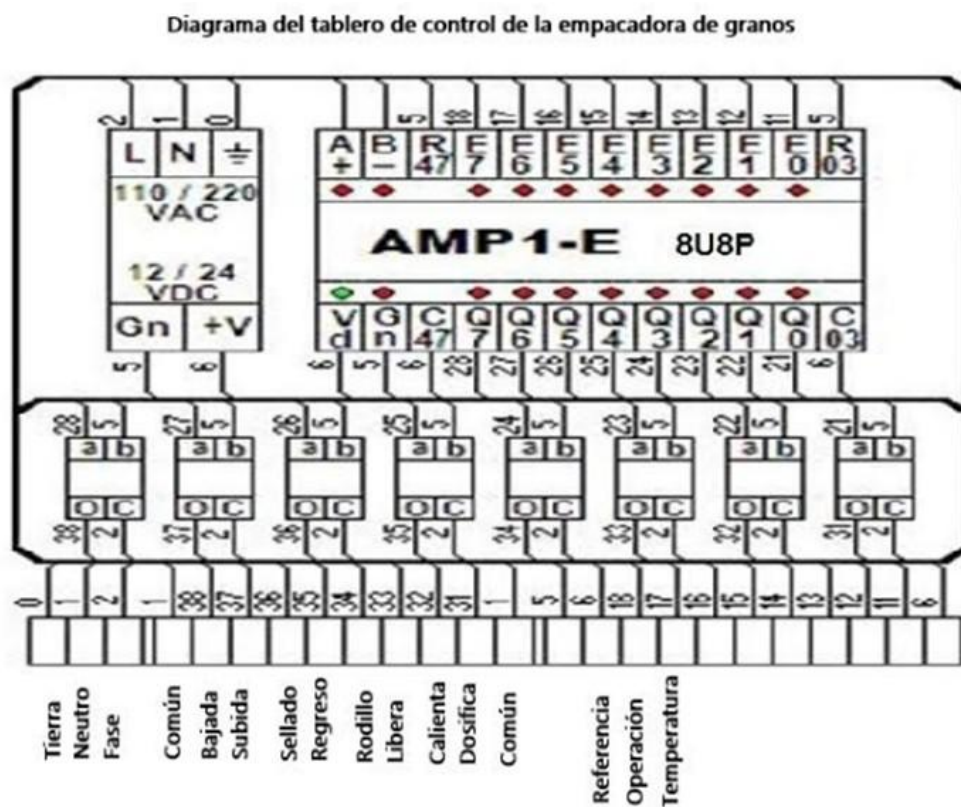 Diagrama del tablero de control de la empacadora de granos
2 1 0 5 18 17 16 15 14 13 12 11 5
L N
A B R E E E E E E E E R
+ − 47 7 6 5 4 3 2 1 0 03
110 / 220
VAC
AMP1-E 8U8P
12 / 24
VDC
Gn +V
V G C Q Q Q Q Q Q Q Q C
d n 47 7 6 5 4 3 2 1 0 03
5 6 6 5 6 28 27 26 25 24 23 22 21 6
28 5 27 5 26 5 25 5 24 5 23 5 22 5 21 5
a b a b a b a b a b a b a b a b
O C O C O C O C O C O C O C O C
38 2 37 2 36 2 35 2 34 2 33 2 32 2 31 2
0 1 2 1 38 37 36 35 34 33 32 31 1 5 6 18 17 16 15 14 13 12 11 6
Tierra
Neutro
Fase
Común
Bajada
Subida
Sellado
Regreso
Rodillo
Libera
Calienta
Dosifica
Común
Referencia
Operación
Temperatura